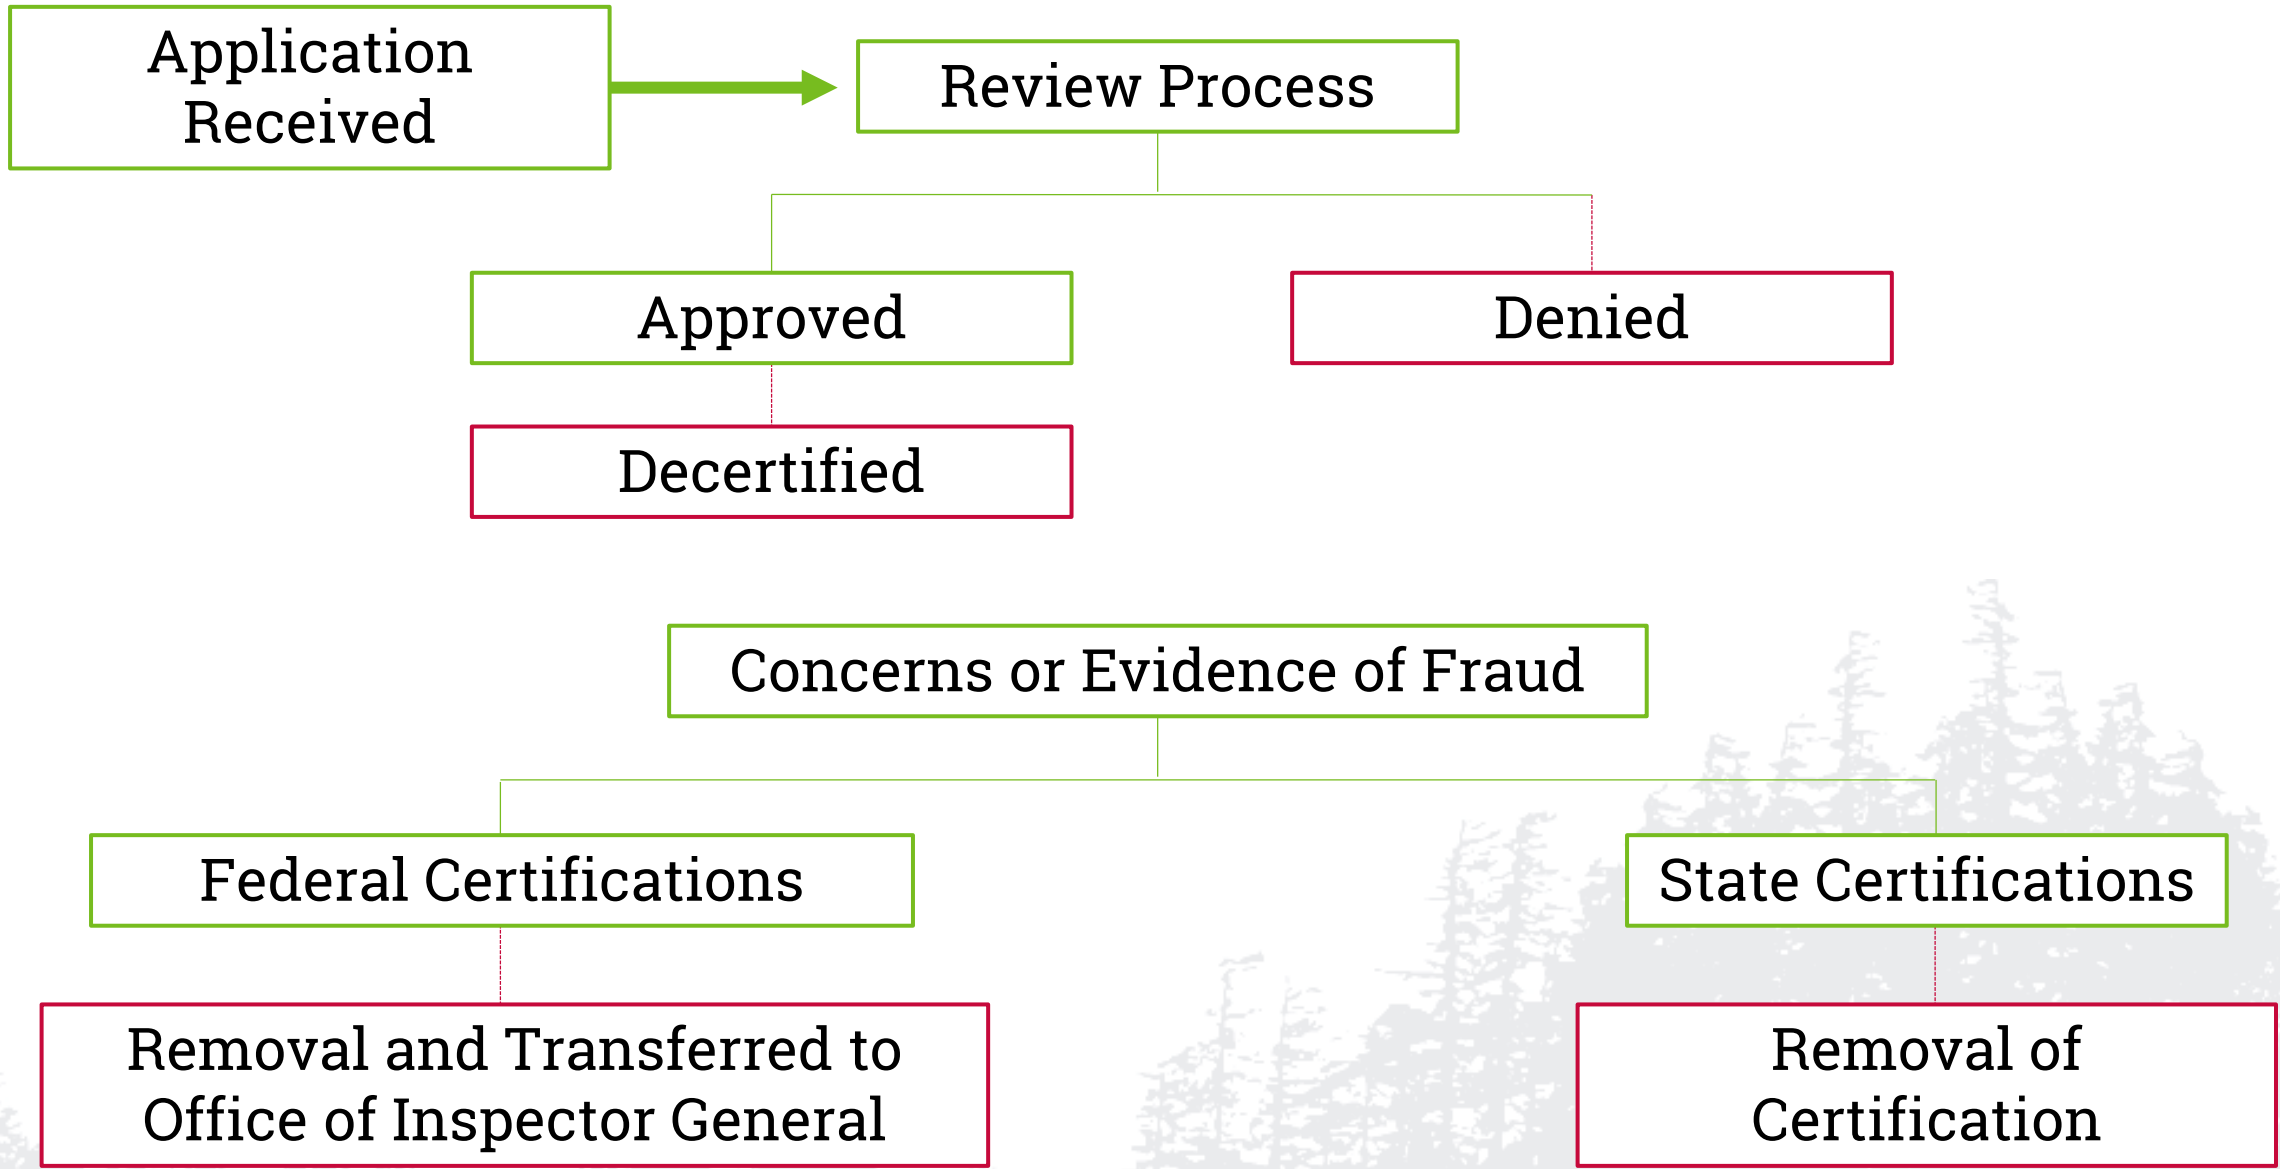 Application
Received
Review Process
Approved
Denied
Decertified
Concerns or Evidence of Fraud
Federal Certifications
State Certifications
Removal and Transferred to
Office of Inspector General
Removal of
Certification